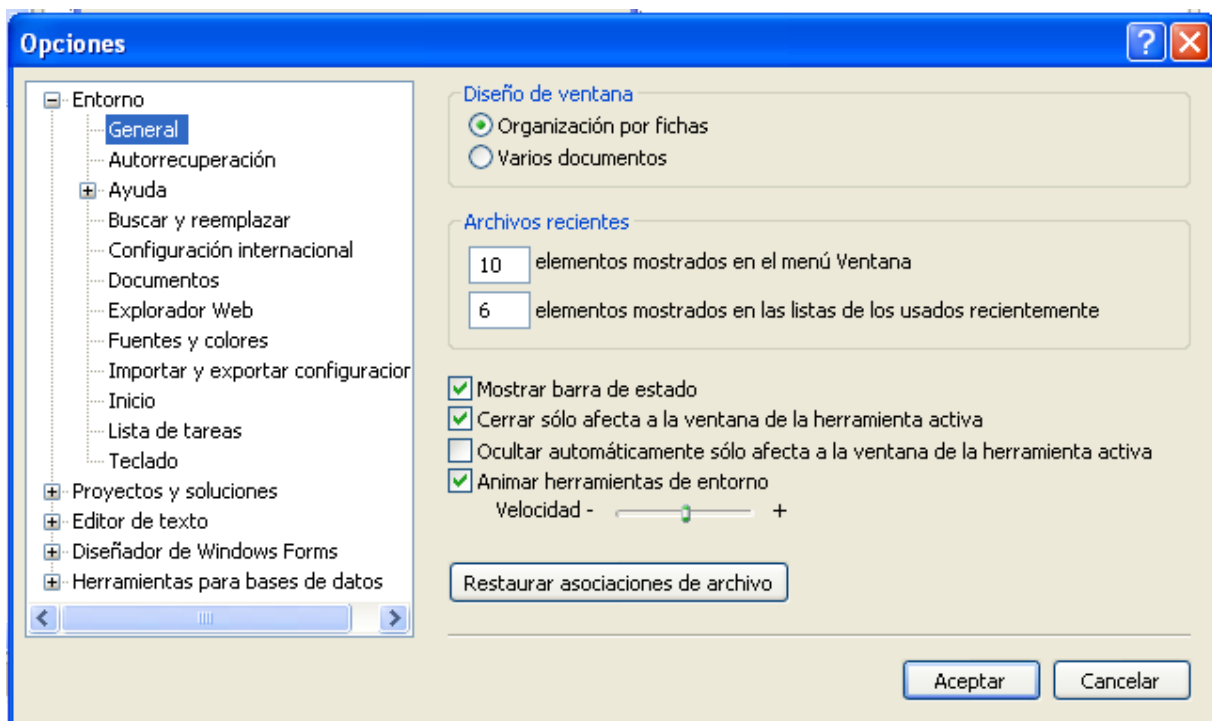 Opciones
Entorno
General
Autorrecuperación
Ayuda
Buscar y reemplazar
Configuración internacional
Documentos
Explorador Web
Fuentes y colores
Importar y exportar configuracior
Inicio
Lista de tareas
Teclado
Proyectos y soluciones
Editor de texto
Diseñador de Windows Forms
Herramientas para bases de datos
Diseño de ventana
Organización por fichas
Varios documentos
Archivos recientes
10 elementos mostrados en el menú Ventana
6 elementos mostrados en las listas de los usados recientemente
Mostrar barra de estado
Cerrar sólo afecta a la ventana de la herramienta activa
Ocultar automáticamente sólo afecta a la ventana de la herramienta activa
Animar herramientas de entorno
Velocidad - +
Restaurar asociaciones de archivo
Aceptar Cancelar